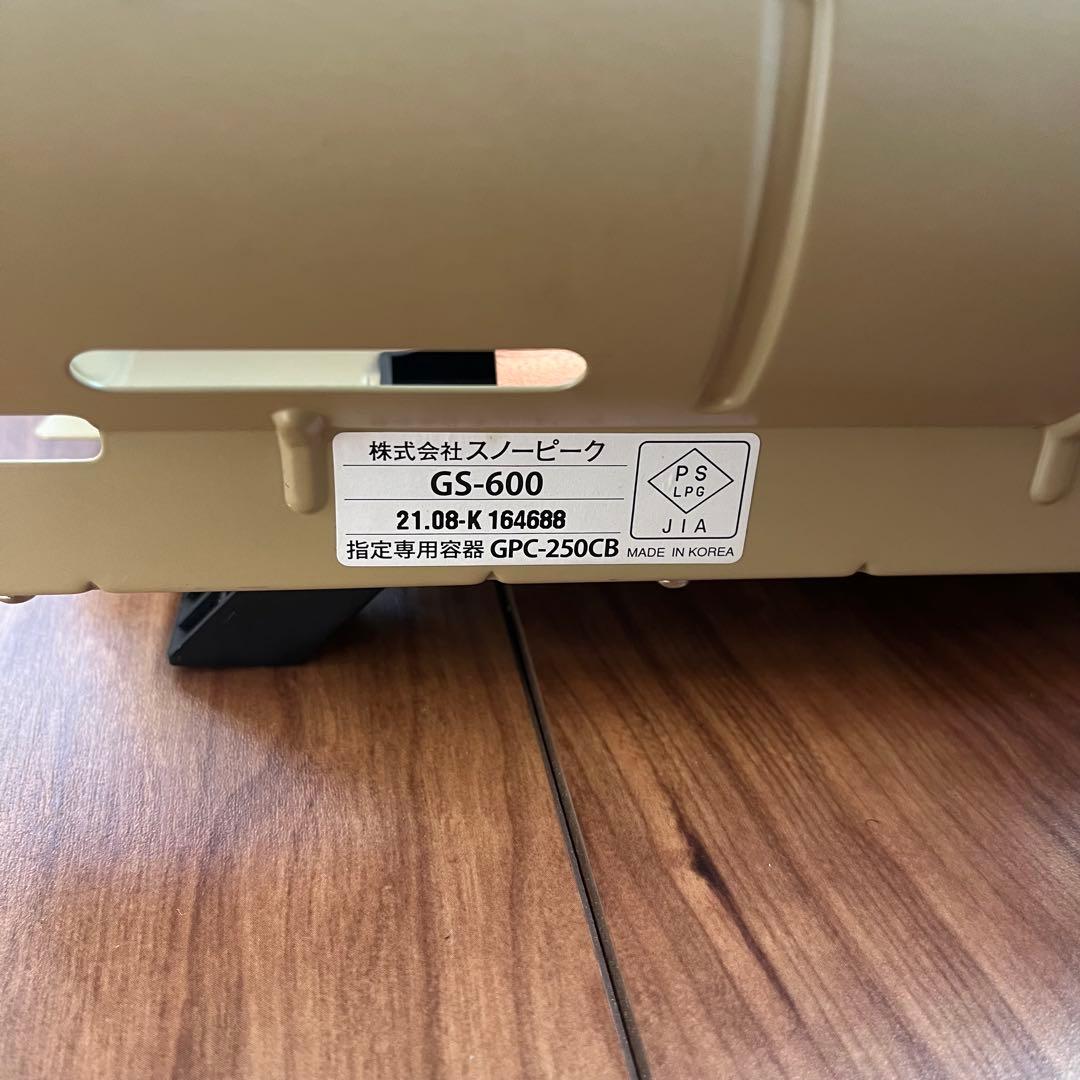 株式会社スノーピーク
GS-600
21.08-K 164688
指定専用容器 GPC-250CB
PS
LPG
JIA
MADE IN KOREA